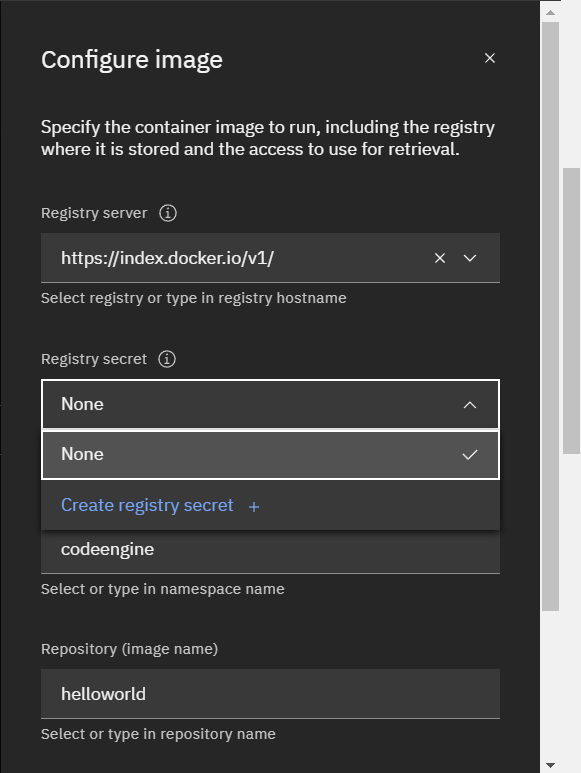 Configure image
Specify the container image to run, including the registry
where it is stored and the access to use for retrieval.
Registry server
https://index.docker.io/v1/
Select registry or type in registry hostname
Registry secret
None
None
Create registry secret +
codeengine
Select or type in namespace name
Repository (image name)
helloworld
Select or type in repository name